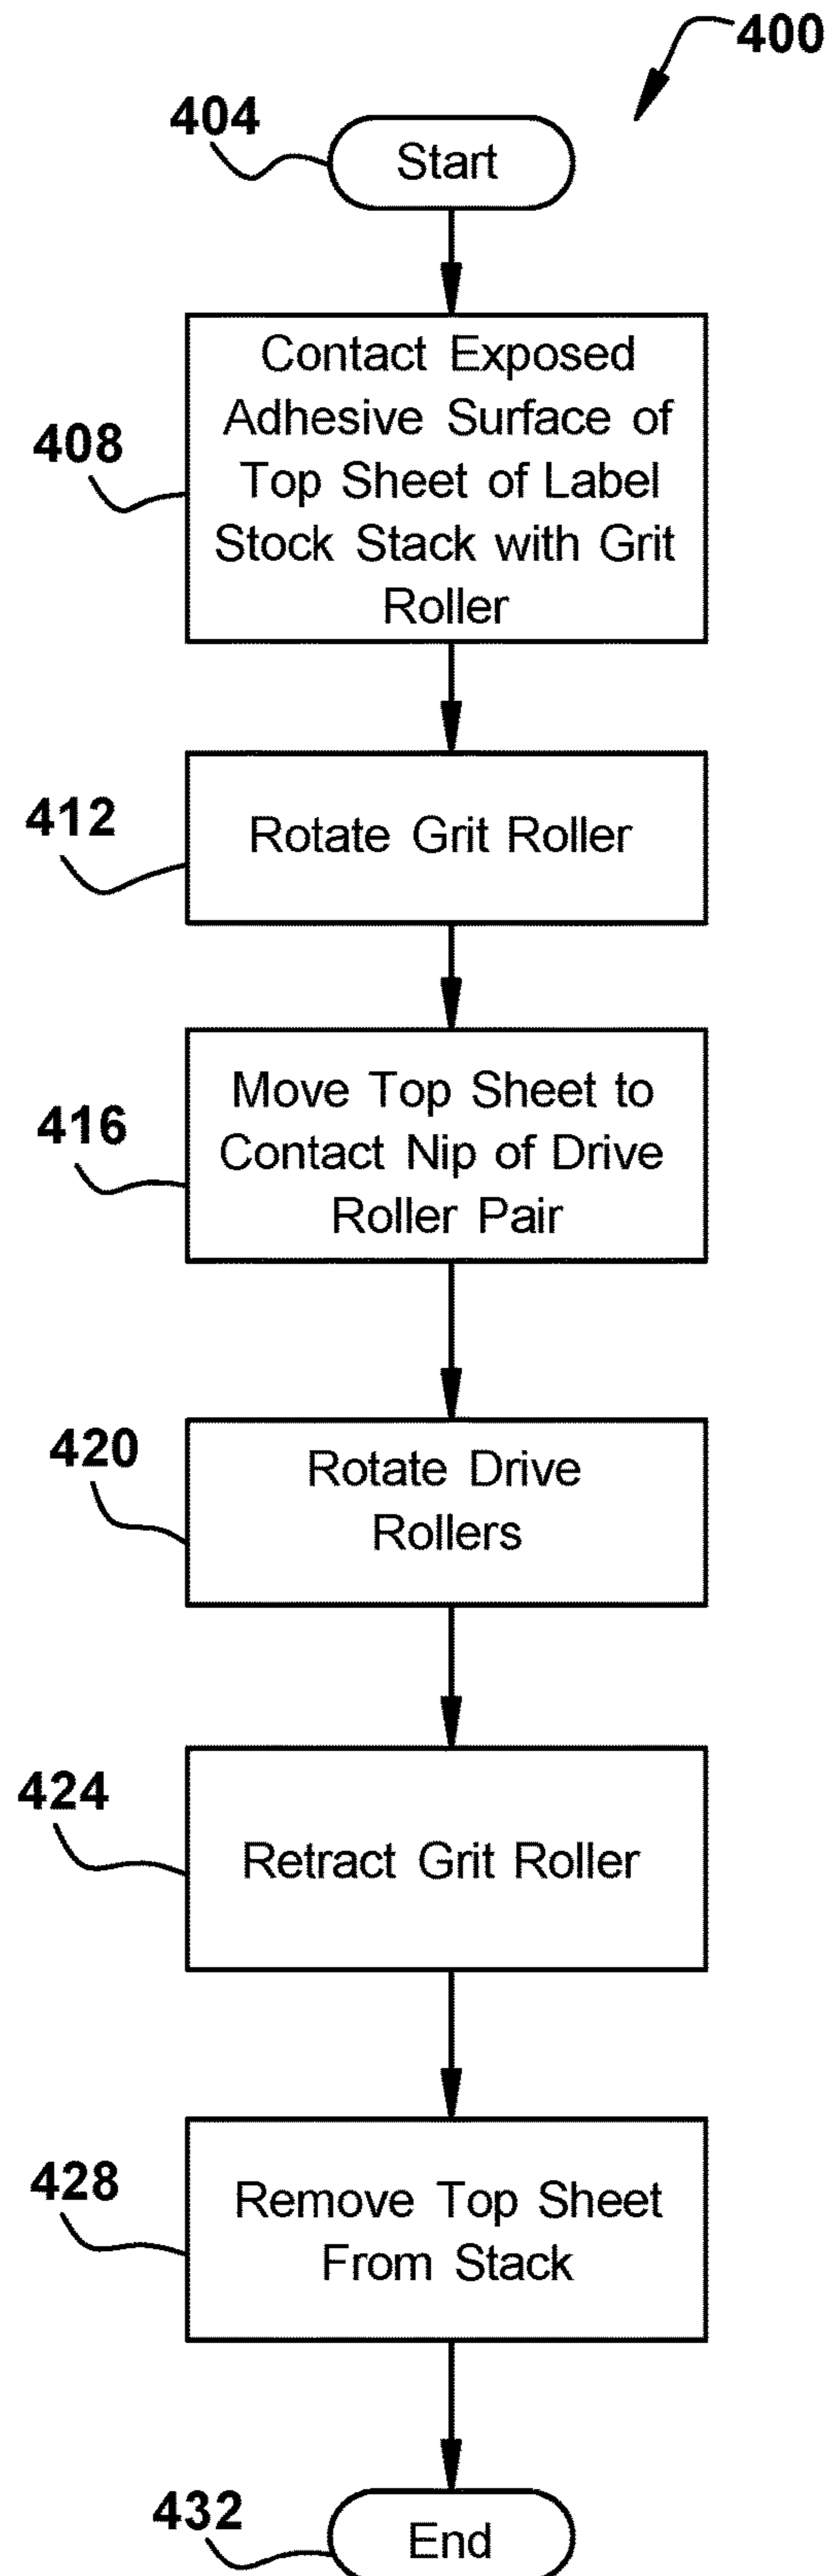 400
404
Start
408
Contact Exposed
Adhesive Surface of
Top Sheet of Label
Stock Stack with Grit
Roller
412
Rotate Grit Roller
416
Move Top Sheet to
Contact Nip of Drive
Roller Pair
420
Rotate Drive
Rollers
424
Retract Grit Roller
428
Remove Top Sheet
From Stack
432
End